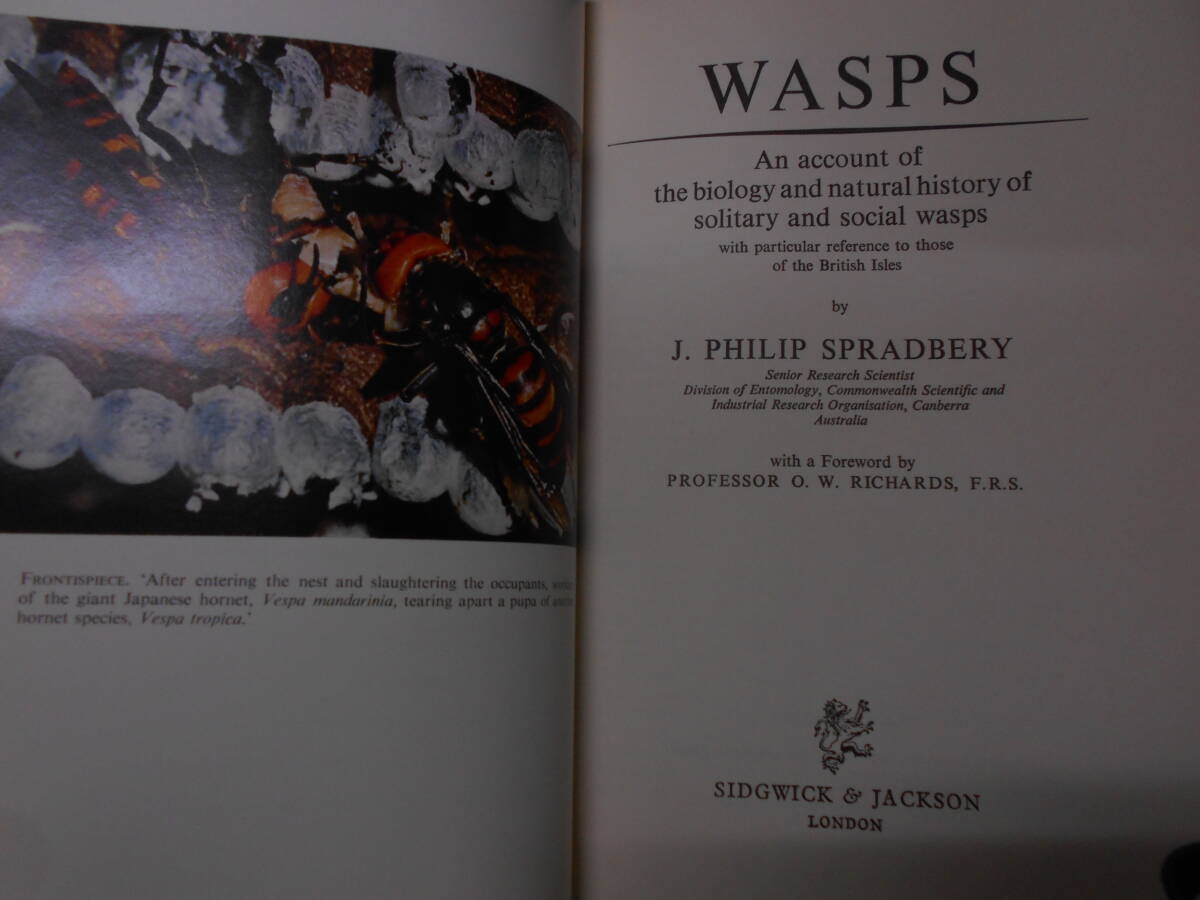 FRONTISPIECE. 'After entering the nest and slaughtering the occupants,
of the giant Japanese hornet, Vespa mandarinia, tearing apart a pupa of
hornet species, Vespa tropica.'
WASPS
An account of
the biology and natural history of
solitary and social wasps
with particular reference to those
of the British Isles
by
J. PHILIP SPRADBERY
Senior Research Scientist
Division of Entomology, Commonwealth Scientific and
Industrial Research Organisation, Canberra
Australia
with a Foreword by
PROFESSOR O. W. RICHARDS, F.R.S.
SIDGWICK & JACKSON
LONDON